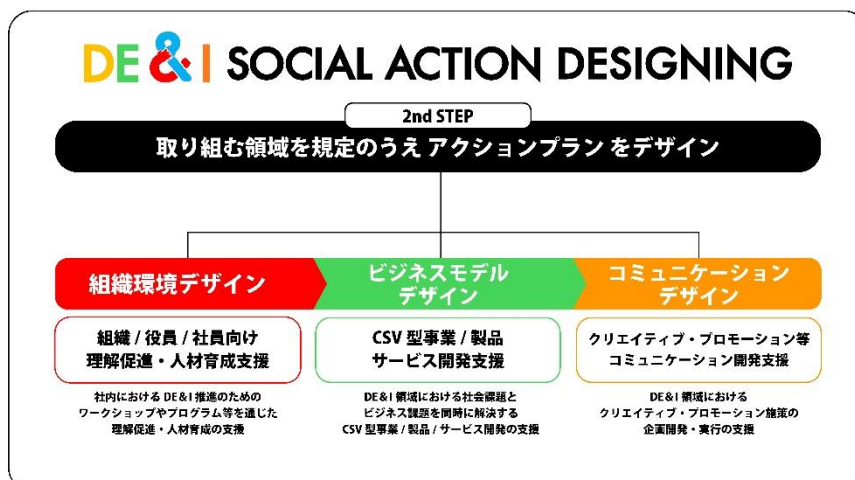 DE&I SOCIAL ACTION DESIGNING
2nd STEP
取り組む領域を規定のうえ アクションプラン をデザイン
組織環境デザイン
ビジネスモデル
デザイン
コミュニケーション
デザイン
組織 / 役員 / 社員向け
理解促進・人材育成支援
CSV 型事業 / 製品
サービス開発支援
クリエイティブ・プロモーション等
コミュニケーション開発支援
社内における DE&I 推進のための
ワークショップやプログラム等を通じた
理解促進・人材育成の支援
DE&I 領域における社会課題と
ビジネス課題を同時に解決する
CSV 型事業 / 製品 / サービス開発の支援
DE&I 領域における
クリエイティブ・プロモーション施策の
企画開発・実行の支援